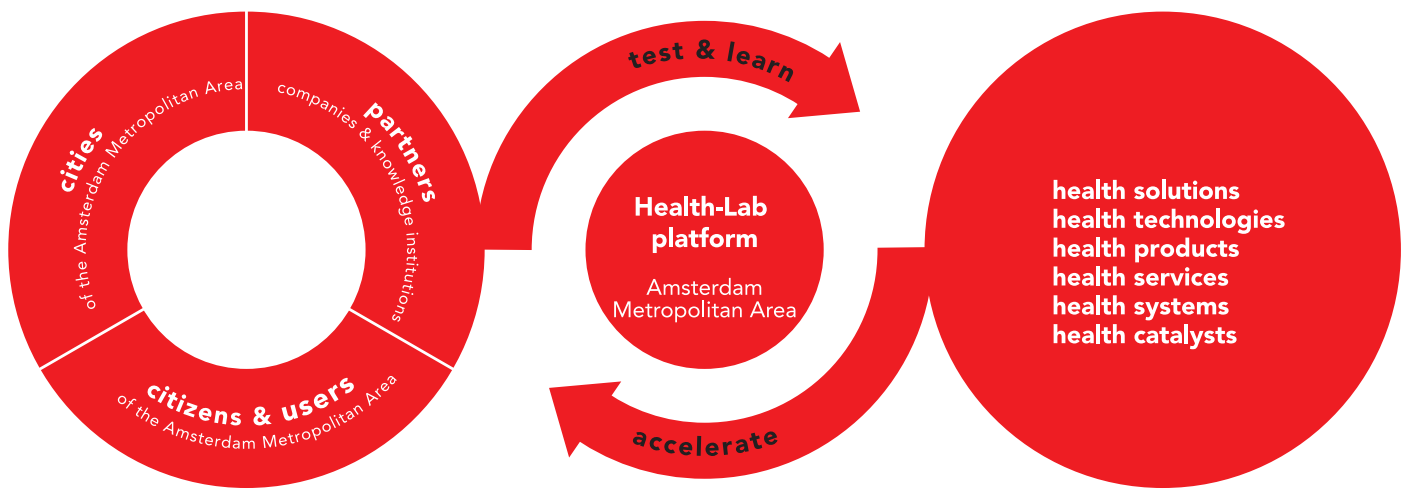 cities
of the Amsterdam Metropolitan Area
partners
companies & knowledge institutions
citizens & users
of the Amsterdam Metropolitan Area
test & learn
Health-Lab
platform
Amsterdam
Metropolitan Area
accelerate
health solutions
health technologies
health products
health services
health systems
health catalysts